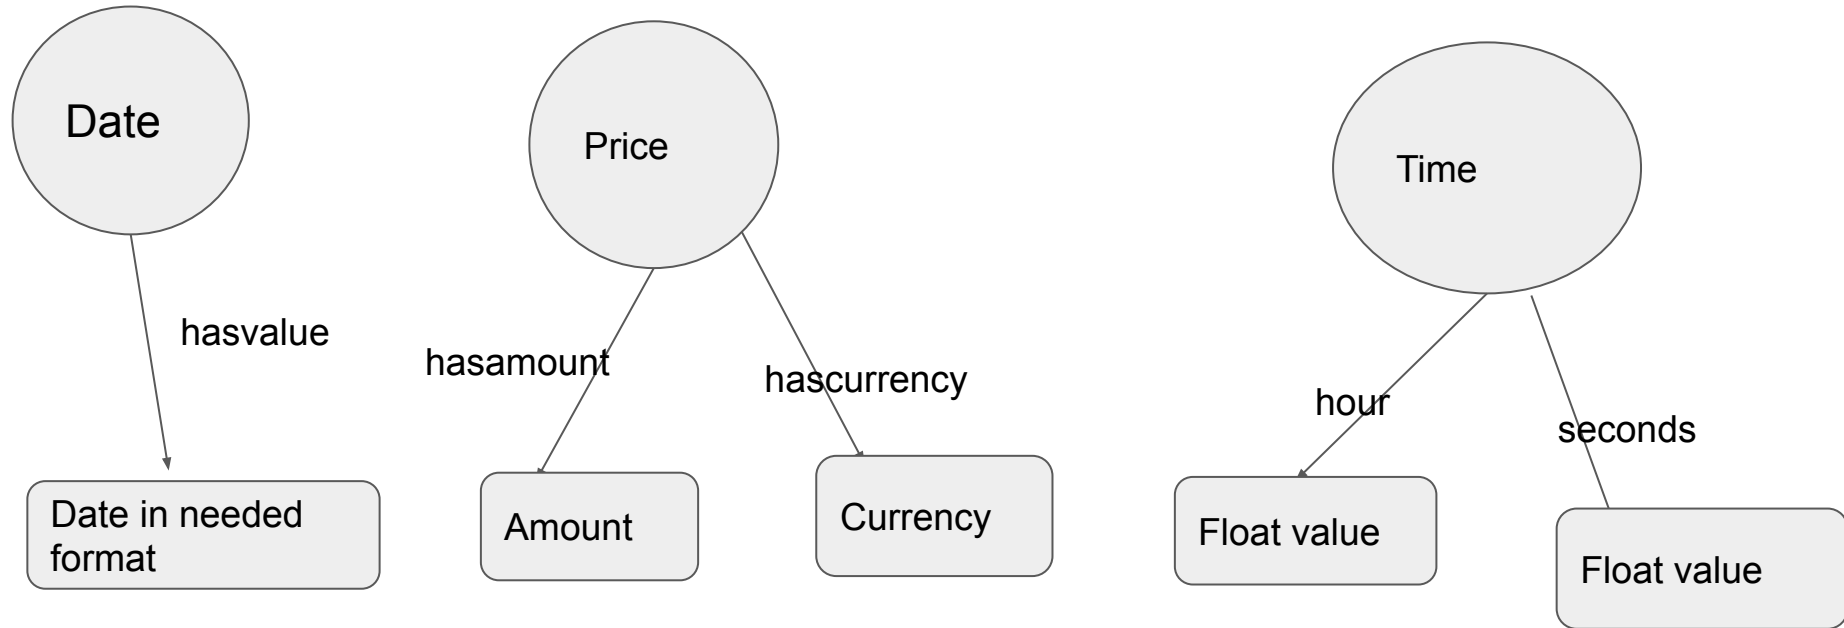 Date
Price
Time
hasvalue
hasamount
hascurrency
hour
seconds
Date in needed
format
Amount
Currency
Float value
Float value